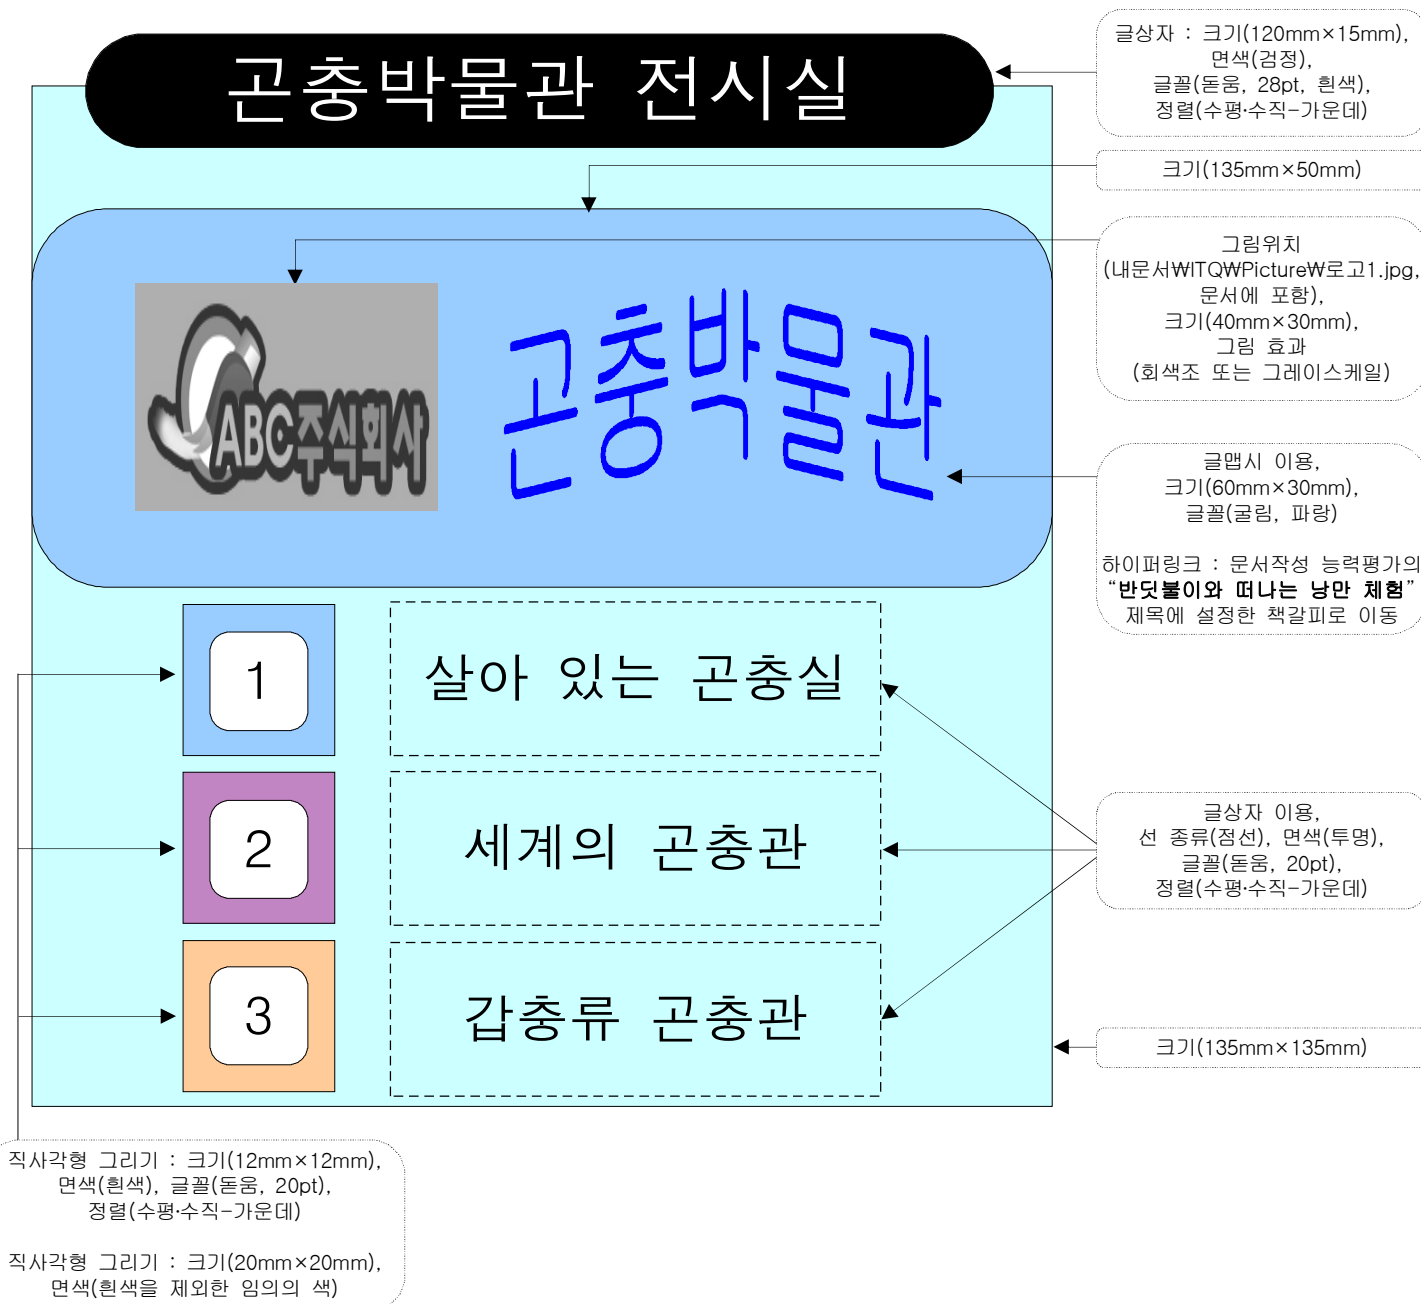 곤충박물관 전시실
글상자 : 크기(120mm×15mm),
면색(검정),
글꼴(돋움, 28pt, 흰색),
정렬(수평·수직-가운데)
크기(135mm×50mm)
그림위치
(내문서₩ITQ₩Picture₩로고1.jpg,
문서에 포함),
크기(40mm×30mm),
그림 효과
(회색조 또는 그레이스케일)
ABC주식회사
곤충박물관
글맵시 이용,
크기(60mm×30mm),
글꼴(굴림, 파랑)
하이퍼링크 : 문서작성 능력평가의
“반딧불이와 떠나는 낭만 체험”
제목에 설정한 책갈피로 이동
1
살아 있는 곤충실
2
세계의 곤충관
3
갑충류 곤충관
글상자 이용,
선 종류(점선), 면색(투명),
글꼴(돋움, 20pt),
정렬(수평·수직-가운데)
크기(135mm×135mm)
직사각형 그리기 : 크기(12mm×12mm),
면색(흰색), 글꼴(돋움, 20pt),
정렬(수평·수직-가운데)
직사각형 그리기 : 크기(20mm×20mm),
면색(흰색을 제외한 임의의 색)